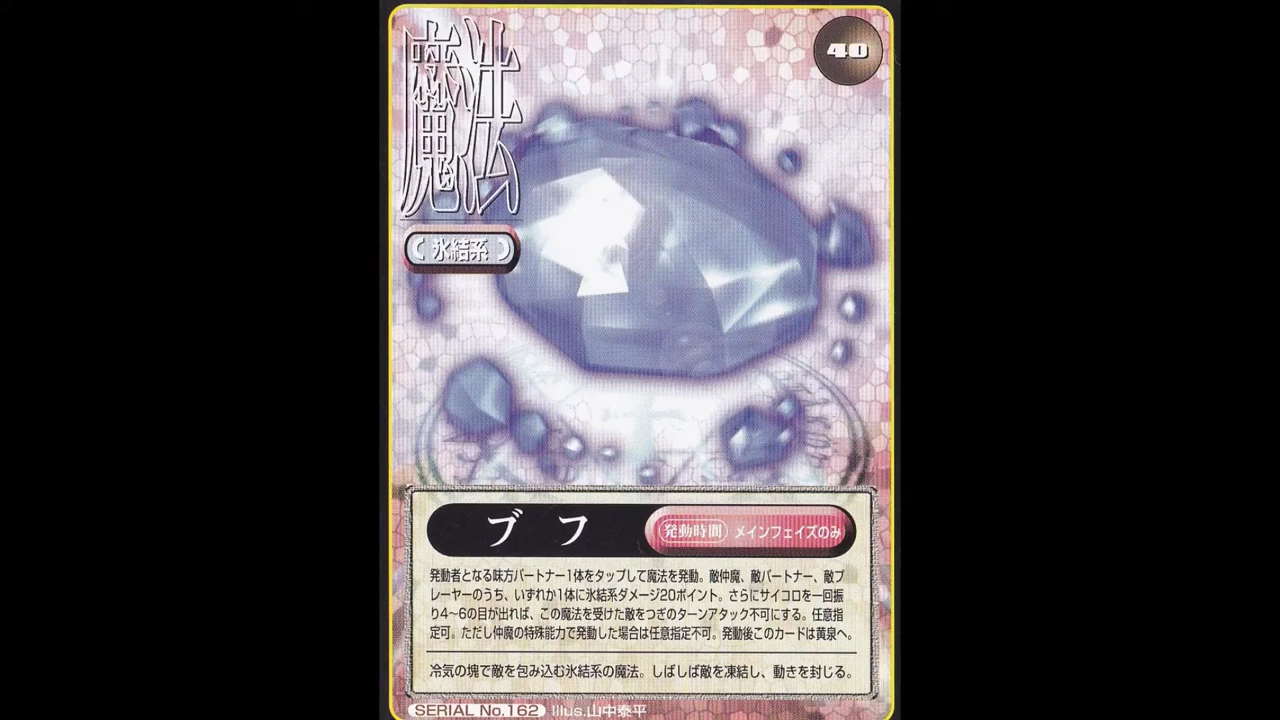 魔法
40
氷結系
ブフ
発動時間 メインフェイズのみ
発動者となる味方パートナー1体をタップして魔法を発動。敵仲魔、敵パートナー、敵プ
レーヤーのうち、いずれか1体に氷結系ダメージ20ポイント。さらにサイコロを一回振
り4～6の目が出れば、この魔法を受けた敵をつぎのターンアタック不可にする。任意指
定可。ただし仲魔の特殊能力で発動した場合は任意指定不可。発動後このカードは黄泉へ。
冷気の塊で敵を包み込む氷結系の魔法。しばしば敵を凍結し、動きを封じる。
SERIAL No.162 Illus.山中泰平